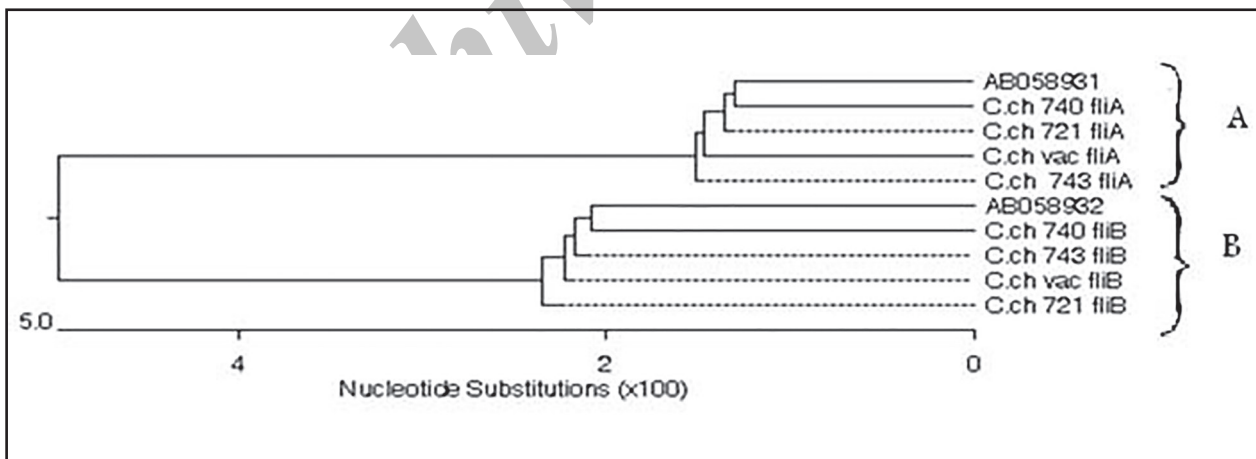 AB058931
C.ch 740 fliA
C.ch 721 fliA
C.ch vac fliA
C.ch 743 fliA
A
AB058932
C.ch 740 fliB
C.ch 743 fliB
C.ch vac fliB
C.ch 721 fliB
B
5.0
4 2 0
Nucleotide Substitutions (x100)